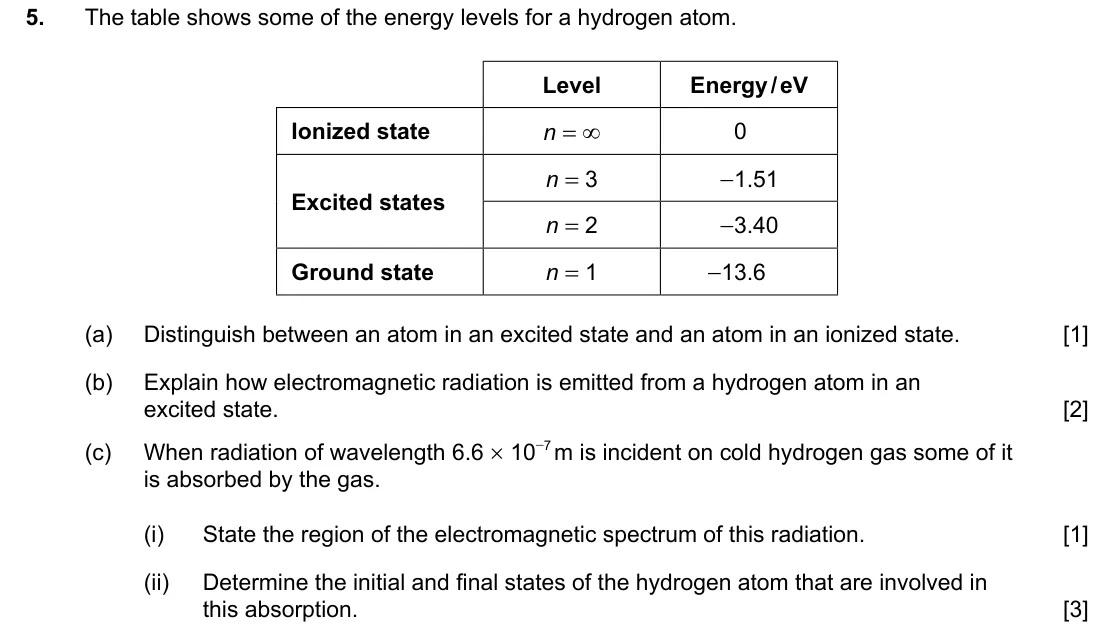 5. The table shows some of the energy levels for a hydrogen atom.
Level Energy/eV
Ionized state n = ∞ 0
Excited states n = 3 −1.51
n = 2 −3.40
Ground state n = 1 −13.6
(a) Distinguish between an atom in an excited state and an atom in an ionized state. [1]
(b) Explain how electromagnetic radiation is emitted from a hydrogen atom in an
excited state. [2]
(c) When radiation of wavelength 6.6 × 10⁻⁷ m is incident on cold hydrogen gas some of it
is absorbed by the gas.
(i) State the region of the electromagnetic spectrum of this radiation. [1]
(ii) Determine the initial and final states of the hydrogen atom that are involved in
this absorption. [3]